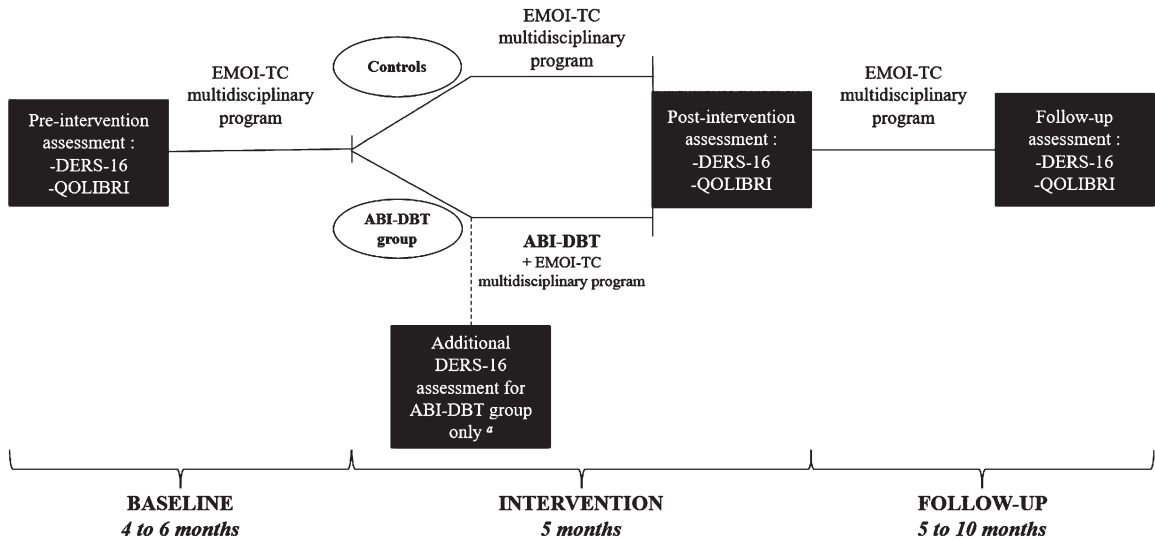 EMOI-TC
multidisciplinary
program
Controls
EMOI-TC
multidisciplinary
program
EMOI-TC
multidisciplinary
program
Pre-intervention
assessment :
-DERS-16
-QOLIBRI
Post-intervention
assessment :
-DERS-16
-QOLIBRI
Follow-up
assessment :
-DERS-16
-QOLIBRI
ABI-DBT
group
ABI-DBT
+ EMOI-TC
multidisciplinary program
Additional
DERS-16
assessment for
ABI-DBT group
only a
BASELINE
4 to 6 months
INTERVENTION
5 months
FOLLOW-UP
5 to 10 months